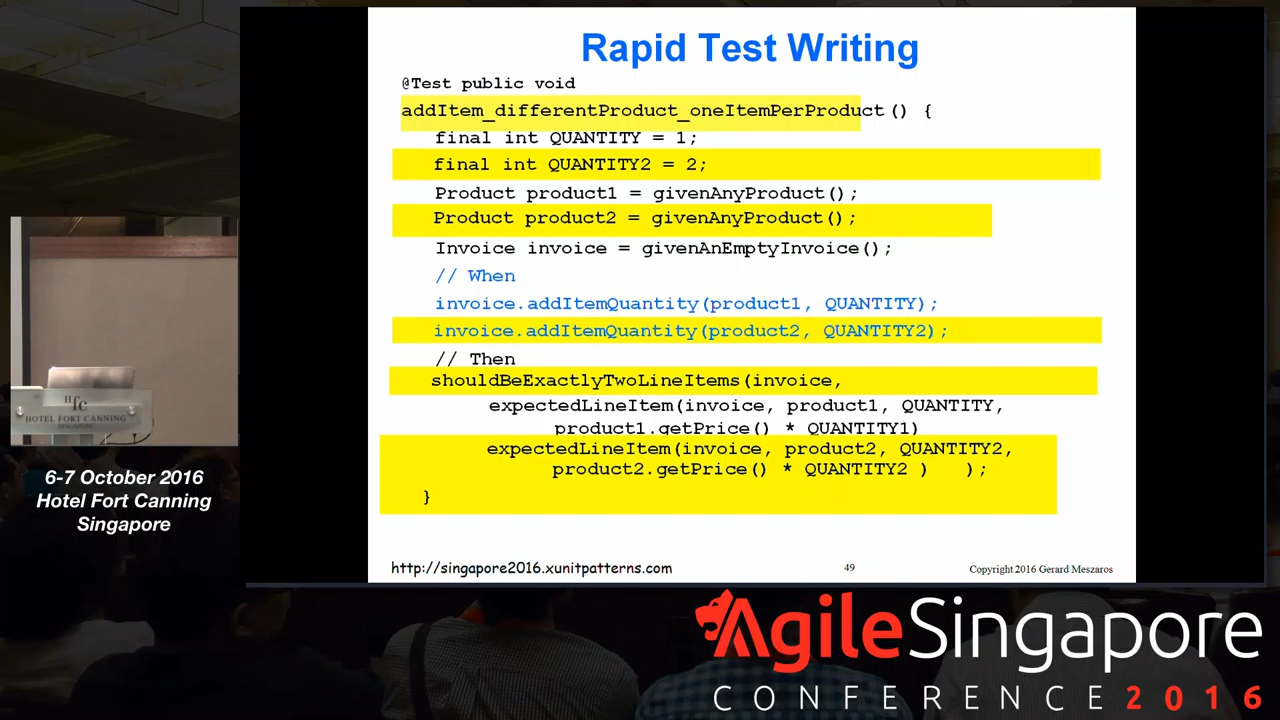 Rapid Test Writing
@Test public void
addItem_differentProduct_oneItemPerProduct () {
final int QUANTITY = 1;
final int QUANTITY2 = 2;
Product product1 = givenAnyProduct();
Product product2 = givenAnyProduct();
Invoice invoice = givenAnEmptyInvoice();
// When
invoice.addItemQuantity(product1, QUANTITY);
invoice.addItemQuantity(product2, QUANTITY2);
// Then
shouldBeExactlyTwoLineItems(invoice,
expectedLineItem(invoice, product1, QUANTITY,
product1.getPrice() * QUANTITY1)
expectedLineItem(invoice, product2, QUANTITY2,
product2.getPrice() * QUANTITY2 ) );
}
http://singapore2016.xunitpatterns.com
49
Copyright 2016 Gerard Meszaros
Hfc
HOTEL FORT CANNING
SINGAPORE
6-7 October 2016
Hotel Fort Canning
Singapore
AgileSingapore
CONFERENCE2016